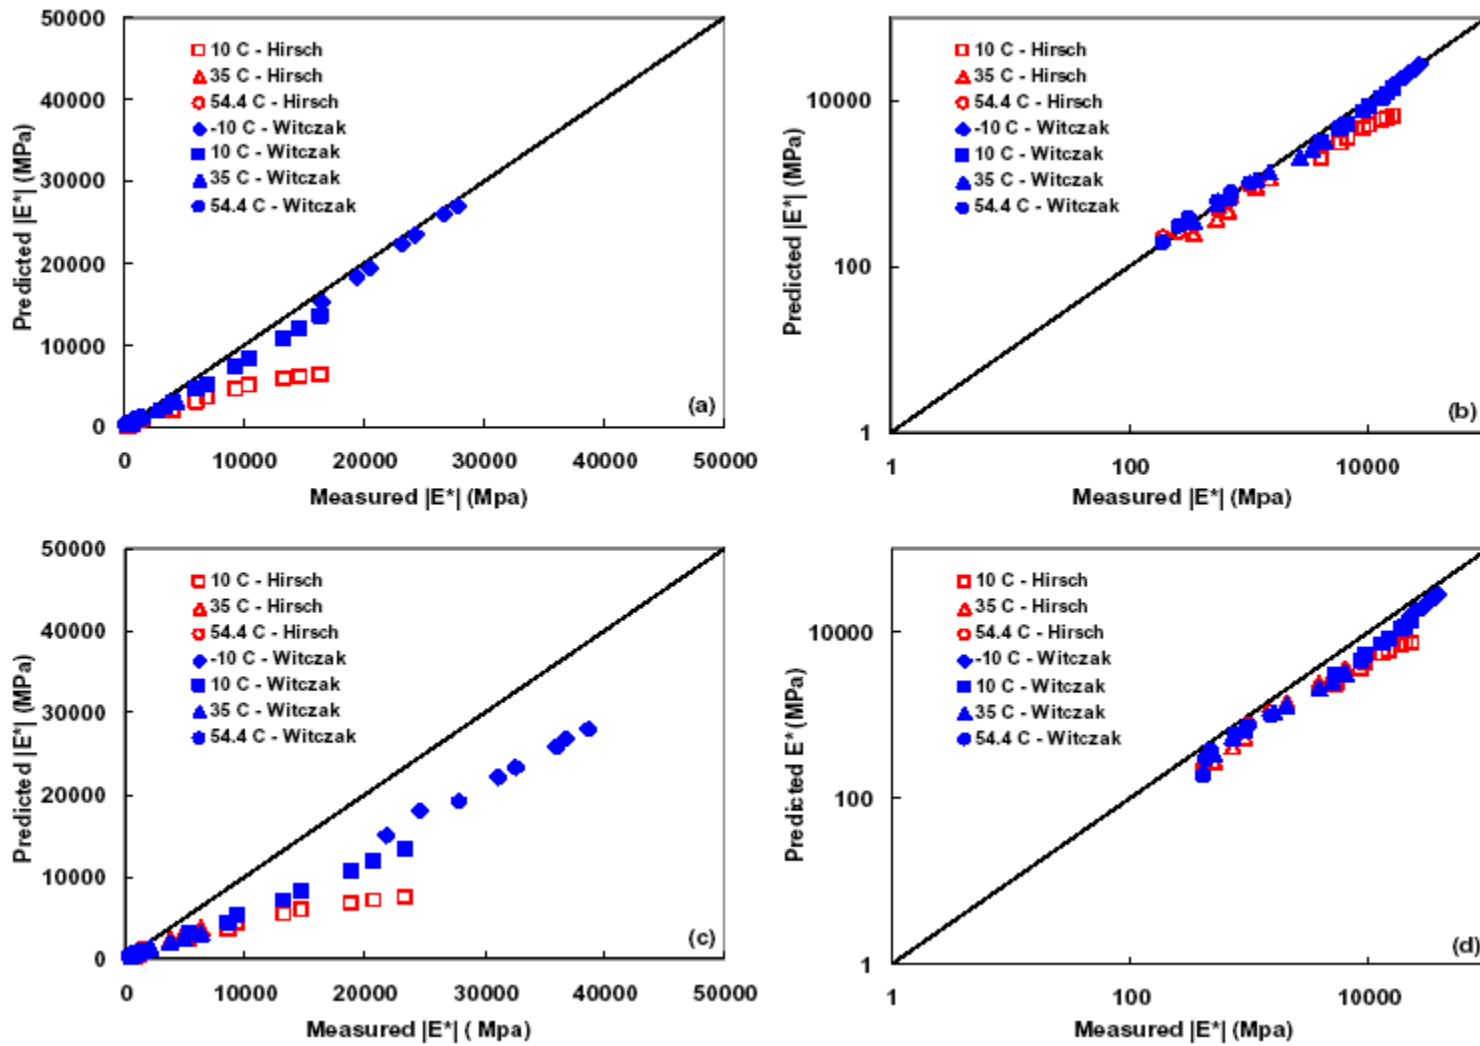 50000
40000
30000
20000
10000
0
Predicted |E*| (MPa)
10 C - Hirsch
35 C - Hirsch
54.4 C - Hirsch
-10 C - Witczak
10 C - Witczak
35 C - Witczak
54.4 C - Witczak
(a)
0 10000 20000 30000 40000 50000
Measured |E*| (Mpa)
10000
100
1
Predicted |E*| (MPa)
10 C - Hirsch
35 C - Hirsch
54.4 C - Hirsch
-10 C - Witczak
10 C - Witczak
35 C - Witczak
54.4 C - Witczak
(b)
1 100 10000
Measured |E*| (Mpa)
50000
40000
30000
20000
10000
0
Predicted |E*| (MPa)
10 C - Hirsch
35 C - Hirsch
54.4 C - Hirsch
-10 C - Witczak
10 C - Witczak
35 C - Witczak
54.4 C - Witczak
(c)
0 10000 20000 30000 40000 50000
Measured |E*| ( Mpa)
10000
100
1
Predicted E* (MPa)
10 C - Hirsch
35 C - Hirsch
54.4 C - Hirsch
-10 C - Witczak
10 C - Witczak
35 C - Witczak
54.4 C - Witczak
(d)
1 100 10000
Measured |E*| (Mpa)